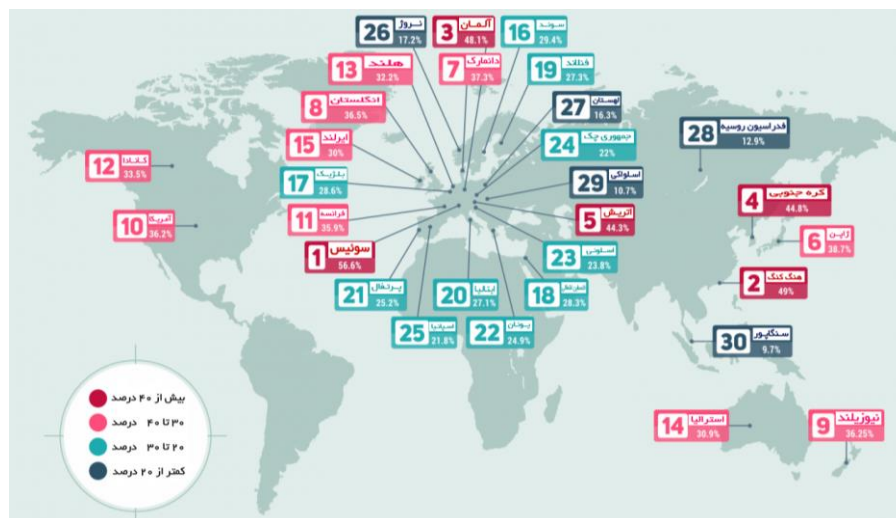 26 نروژ 17.2%
3 آلمان 48.1%
16 سوئد 29.4%
13 هلند 32.2%
7 دانمارک 37.3%
19 فنلاند 27.3%
8 انگلستان 36.5%
27 لهستان 16.3%
28 فدراسیون روسیه 12.9%
15 ایرلند 30%
24 جمهوری چک 22%
12 کانادا 33.5%
17 بلژیک 28.6%
29 اسلواکی 10.7%
4 کره جنوبی 44.8%
10 آمریکا 36.2%
11 فرانسه 35.9%
5 اتریش 44.3%
6 ژاپن 38.7%
1 سوئیس 56.6%
23 اسلونی 23.8%
2 هنگ کنگ 49%
21 پرتغال 25.2%
20 ایتالیا 27.1%
18 28.3%
25 اسپانیا 21.8%
22 یونان 24.9%
30 سنگاپور 9.7%
14 استرالیا 30.9%
9 نیوزیلند 36.25%
بیش از ۴۰ درصد
۳۰ تا ۴۰ درصد
۲۰ تا ۳۰ درصد
کمتر از ۲۰ درصد